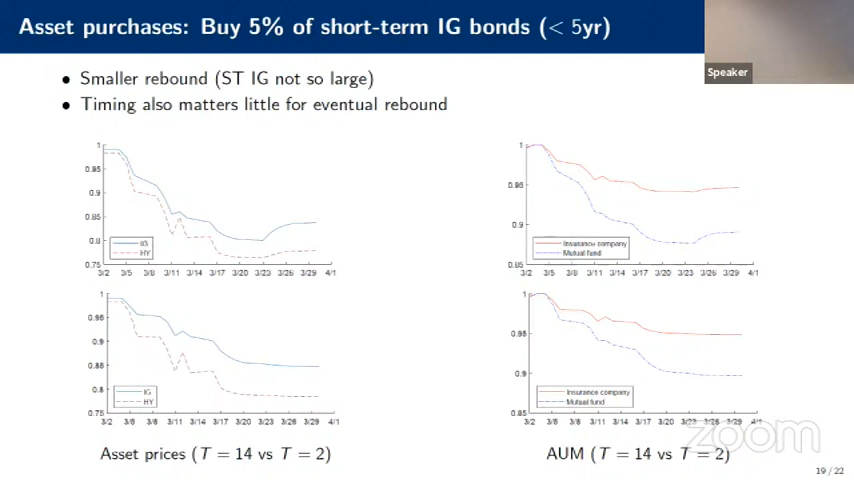 Asset purchases: Buy 5% of short-term IG bonds (< 5yr)
Speaker
• Smaller rebound (ST IG not so large)
• Timing also matters little for eventual rebound
1
0.95
0.9
0.85
0.8
0.75
IG
HY
3/2 3/5 3/8 3/11 3/14 3/17 3/20 3/23 3/26 3/29 4/1
1
0.95
0.9
0.85
Insurance company
Mutual fund
3/2 3/5 3/8 3/11 3/14 3/17 3/20 3/23 3/26 3/29 4/1
1
0.95
0.9
0.85
0.8
0.75
IG
HY
3/2 3/11 3/14 3/17 3/20 3/23 3/26 3/29 4/1
1
0.95
0.9
0.85
Insurance company
Mutual fund
3/2 3/11 3/14 3/17 3/20 3/23 3/26 3/29 4/1
Asset prices (T = 14 vs T = 2)
AUM (T = 14 vs T = 2)
zoom
19 / 22